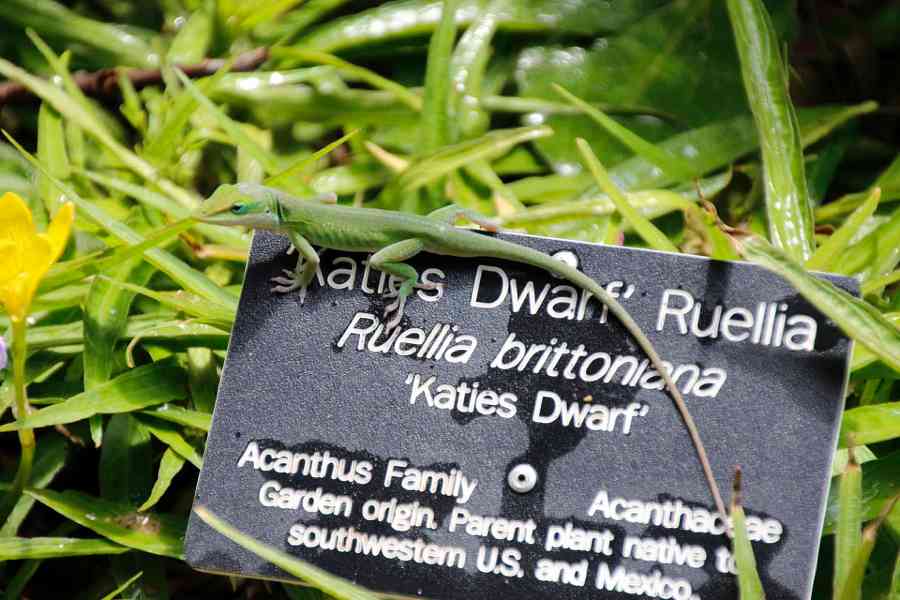 'Katies Dwarf' Ruellia
Ruellia brittoniana
'Katies Dwarf'
Acanthus Family Acanthaceae
Garden origin. Parent plant native to
southwestern U.S. and Mexico.